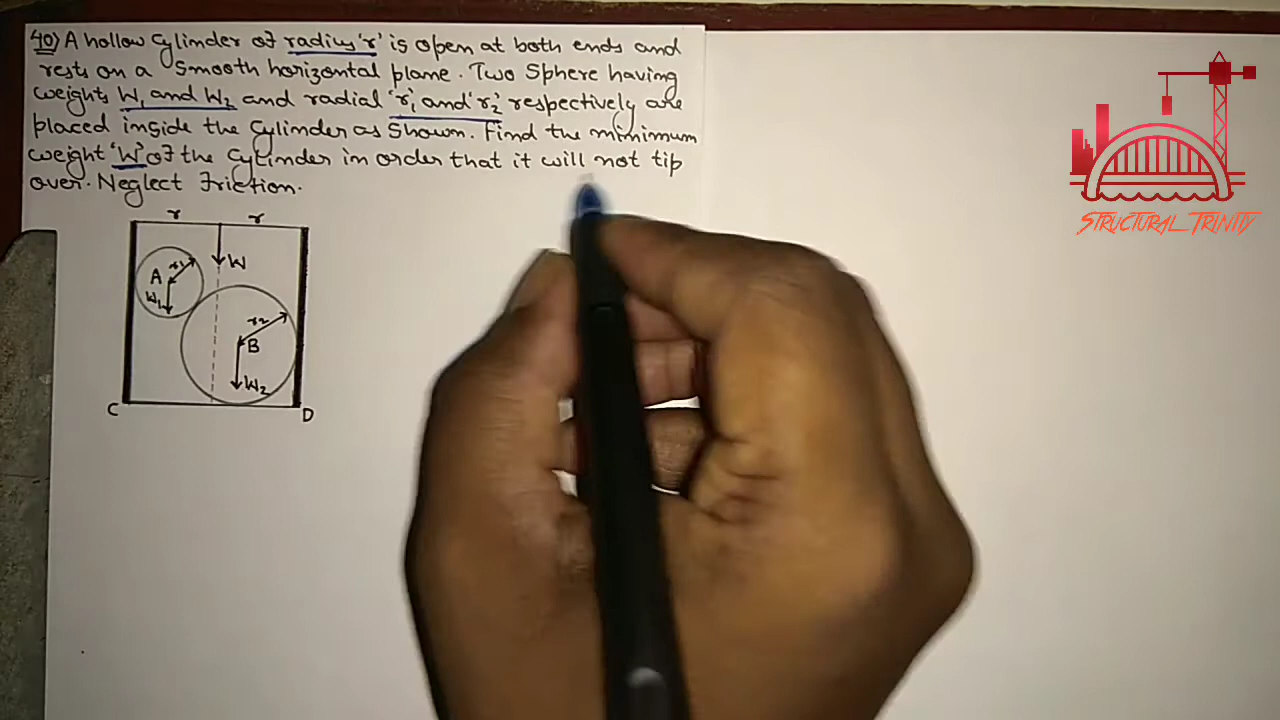 40) A hollow cylinder of radius 'r' is open at both ends and
rests on a smooth horizontal plane. Two Sphere having
weights W1 and W2 and radial 'r1' and 'r2' respectively are
placed inside the cylinder as shown. Find the minimum
weight 'W' of the cylinder in order that it will not tip
over. Neglect Friction.
r r
W
A r1
W1
r2
B
W2
C D
STRUCTURAL TRINITY